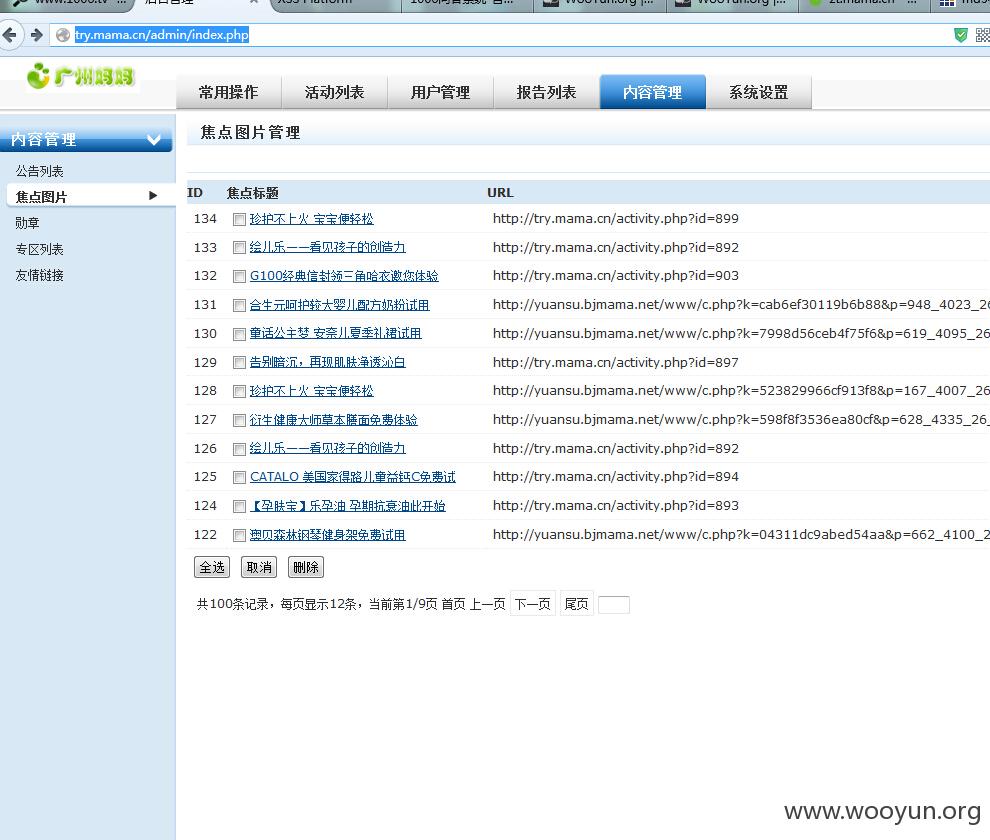 www.1000.tv - ...
后台管理
XSS Platform
WooYun.org | ...
WooYun.org | ...
zt.mama.cn - ...
try.mama.cn/admin/index.php
广州妈妈
常用操作 活动列表 用户管理 报告列表 内容管理 系统设置
内容管理
公告列表
焦点图片
勋章
专区列表
友情链接
焦点图片管理
ID 焦点标题 URL
134 珍护不上火 宝宝便轻松 http://try.mama.cn/activity.php?id=899
133 绘儿乐——看见孩子的创造力 http://try.mama.cn/activity.php?id=892
132 G100经典信封领三角哈衣邀您体验 http://try.mama.cn/activity.php?id=903
131 合生元呵护较大婴儿配方奶粉试用 http://yuansu.bjmama.net/www/c.php?k=cab6ef30119b6b88&p=948_4023_26
130 童话公主梦 安奈儿夏季礼裙试用 http://yuansu.bjmama.net/www/c.php?k=7998d56ceb4f75f6&p=619_4095_26
129 告别暗沉，再现肌肤净透沁白 http://try.mama.cn/activity.php?id=897
128 珍护不上火 宝宝便轻松 http://yuansu.bjmama.net/www/c.php?k=523829966cf913f8&p=167_4007_26
127 衍生健康大师草本膳面免费体验 http://yuansu.bjmama.net/www/c.php?k=598f8f3536ea80cf&p=628_4335_26_
126 绘儿乐——看见孩子的创造力 http://try.mama.cn/activity.php?id=892
125 CATALO 美国家得路儿童益钙C免费试 http://try.mama.cn/activity.php?id=894
124 【孕肤宝】乐孕油 孕期抗衰油此开始 http://try.mama.cn/activity.php?id=893
122 澳贝森林钢琴健身架免费试用 http://yuansu.bjmama.net/www/c.php?k=04311dc9abed54aa&p=662_4100_2
全选 取消 删除
共100条记录，每页显示12条，当前第1/9页 首页 上一页 下一页 尾页
www.wooyun.org